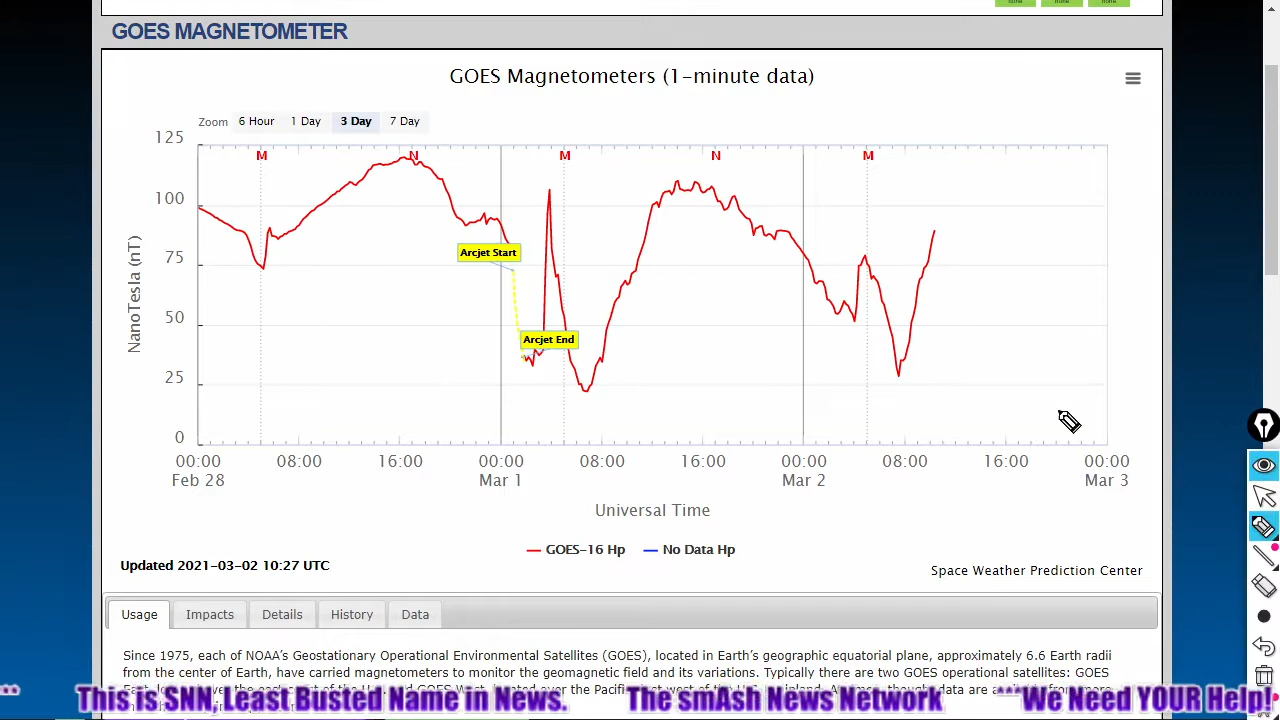 none none none
GOES MAGNETOMETER
GOES Magnetometers (1-minute data)
Zoom 6 Hour 1 Day 3 Day 7 Day
125
M N M N M
100
75
50
25
0
NanoTesla (nT)
Arcjet Start
Arcjet End
00:00 08:00 16:00 00:00 08:00 16:00 00:00 08:00 16:00 00:00
Feb 28 Mar 1 Mar 2 Mar 3
Universal Time
GOES-16 Hp No Data Hp
Updated 2021-03-02 10:27 UTC
Space Weather Prediction Center
Usage Impacts Details History Data
Since 1975, each of NOAA's Geostationary Operational Environmental Satellites (GOES), located in Earth's geographic equatorial plane, approximately 6.6 Earth radii
from the center of Earth, have carried magnetometers to monitor the geomagnetic field and its variations. Typically there are two GOES operational satellites: GOES
*** This is SNN, Least Busted Name in News. The smAsh News Network ***We Need YOUR Help!